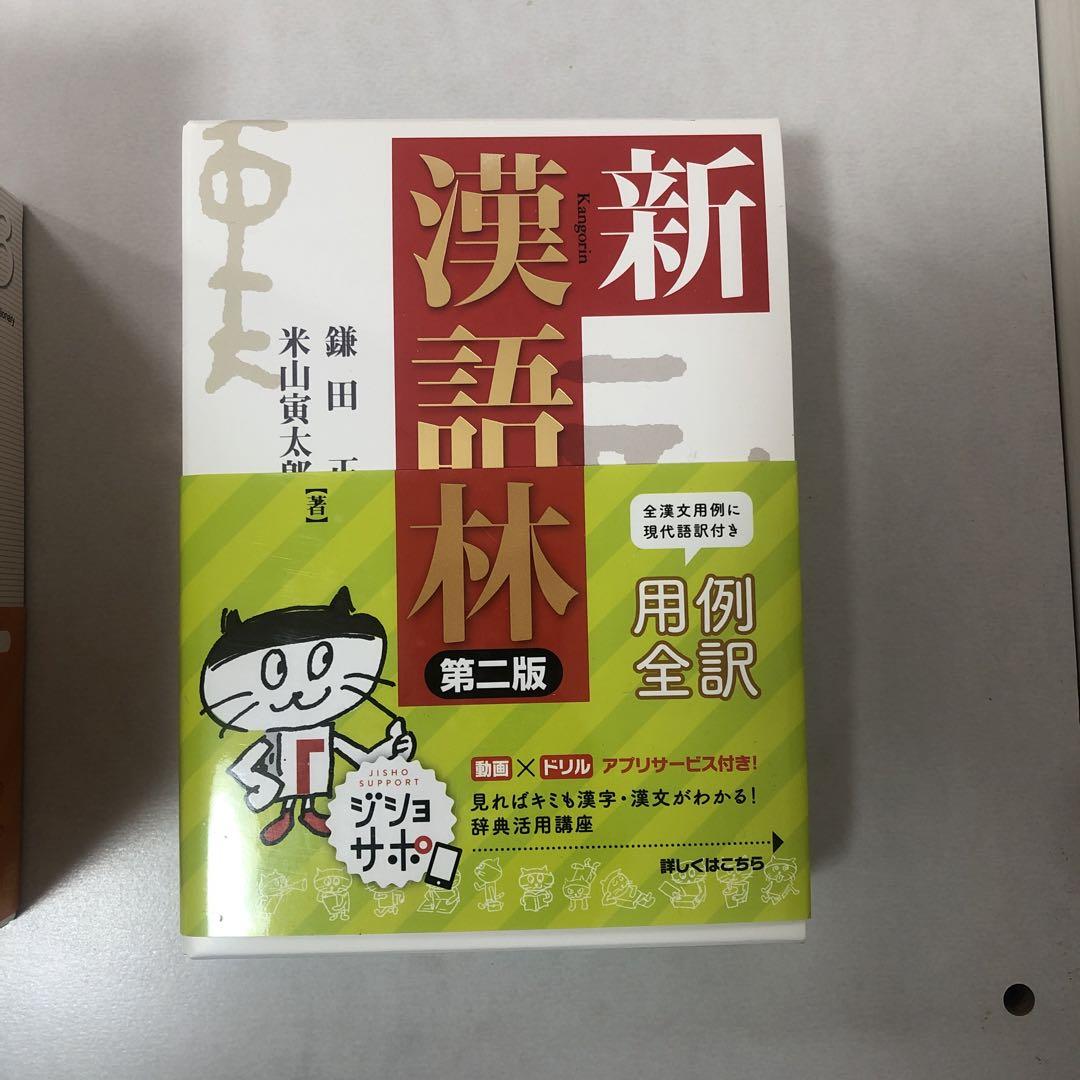 新
漢語林
Kangorin
鎌田正
米山寅太郎
【著】
第二版
全漢文用例に
現代語訳付き
用例
全訳
動画×ドリル アプリサービス付き!
見ればキミも漢字・漢文がわかる!
辞典活用講座
詳しくはこちら
JISHO
SUPPORT
ジショ
サポ